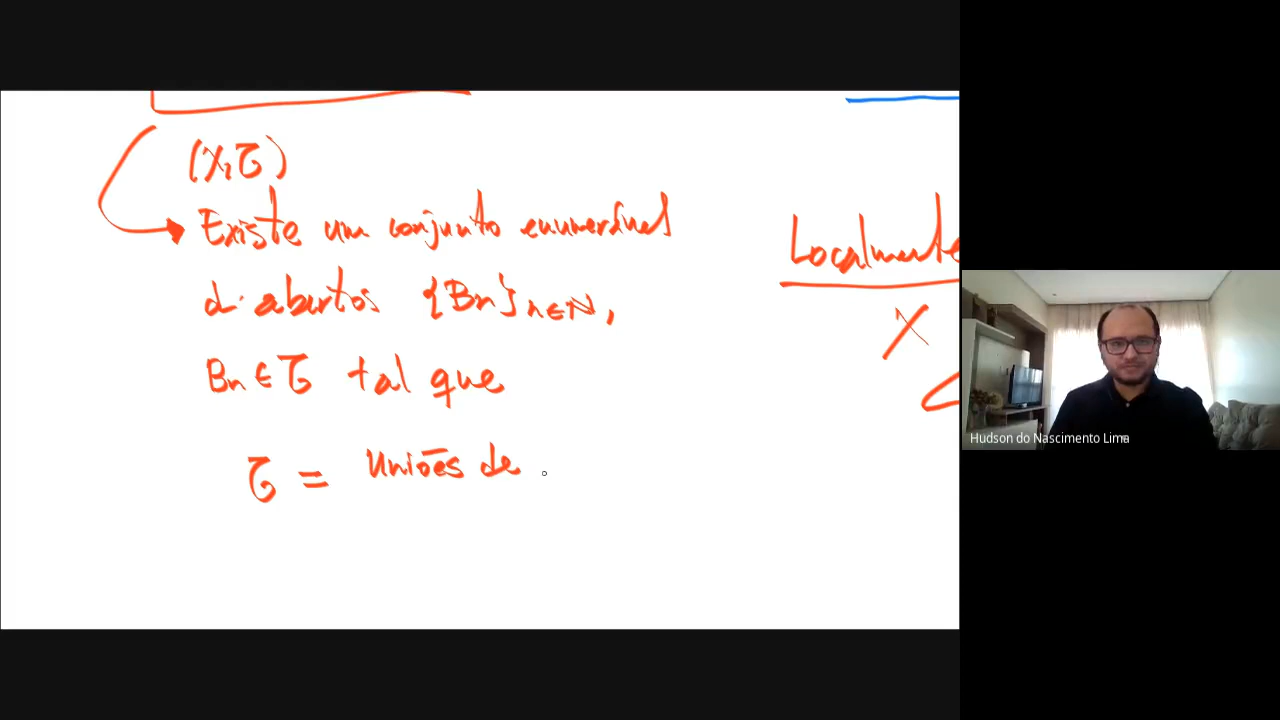 (X, τ)
Existe um conjunto enumerável
de abertos {Bn}n∈N,
Bn ∈ τ tal que
τ = Uniões de
Localmente
X
Hudson do Nascimento Lima